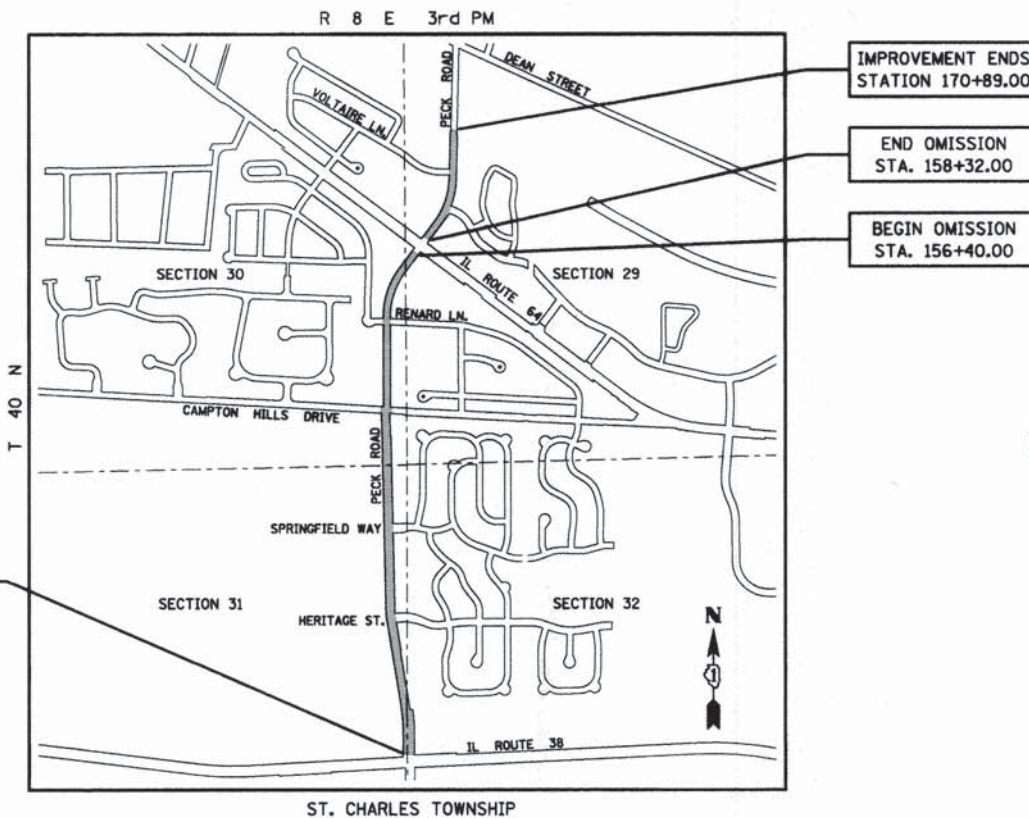 R 8 E 3rd PM
IMPROVEMENT ENDS
STATION 170+89.00
END OMISSION
STA. 158+32.00
BEGIN OMISSION
STA. 156+40.00
DEAN STREET
PECK ROAD
VOLTAIRE LN.
SECTION 30
SECTION 29
IL ROUTE 64
RENARD LN.
T 40 N
CAMPTON HILLS DRIVE
PECK ROAD
SPRINGFIELD WAY
SECTION 31
SECTION 32
HERITAGE ST.
N
1
IL ROUTE 38
ST. CHARLES TOWNSHIP